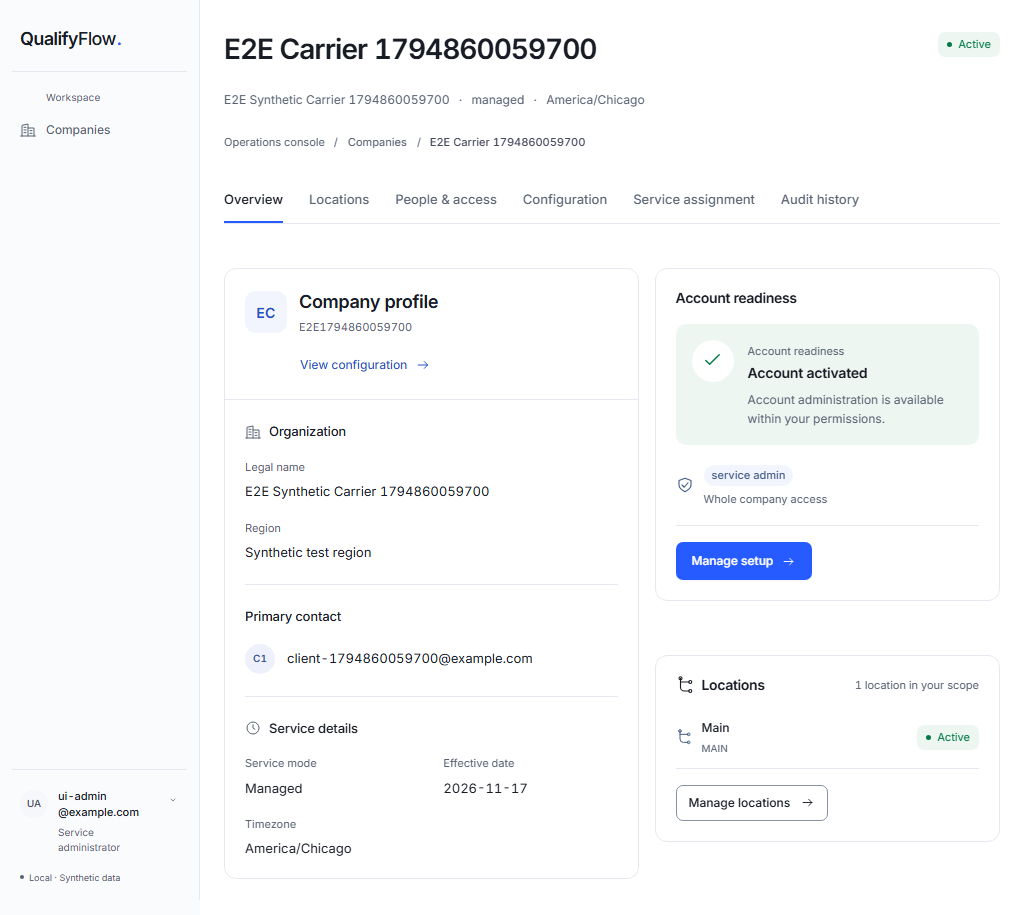 QualifyFlow.
Workspace
Companies
UA
ui-admin
@example.com
Service
administrator
Local · Synthetic data
E2E Carrier 1794860059700
Active
E2E Synthetic Carrier 1794860059700 · managed · America/Chicago
Operations console / Companies / E2E Carrier 1794860059700
Overview Locations People & access Configuration Service assignment Audit history
EC
Company profile
E2E1794860059700
View configuration →
Organization
Legal name
E2E Synthetic Carrier 1794860059700
Region
Synthetic test region
Primary contact
C1
client-1794860059700@example.com
Service details
Service mode
Managed
Effective date
2026-11-17
Timezone
America/Chicago
Account readiness
Account readiness
Account activated
Account administration is available
within your permissions.
service admin
Whole company access
Manage setup →
Locations
1 location in your scope
Main
MAIN
Active
Manage locations →